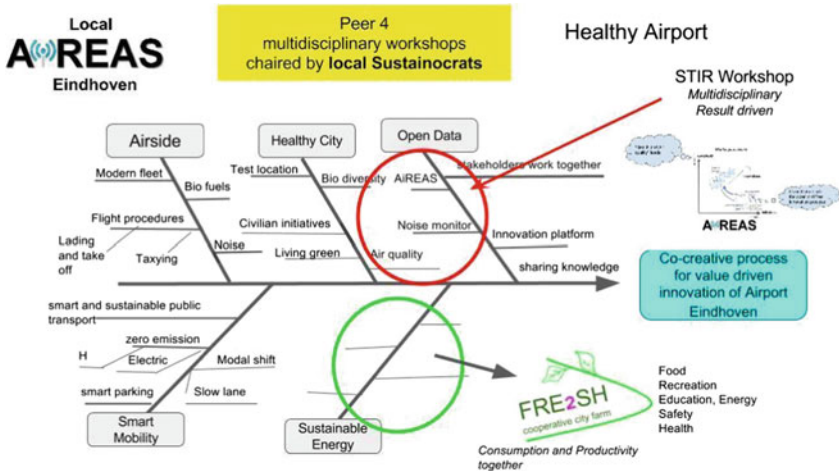 Local
AiREAS
Eindhoven
Peer 4
multidisciplinary workshops
chaired by local Sustainocrats
Healthy Airport
STIR Workshop
Multidisciplinary
Result driven
Airside
Healthy City
Open Data
Modern fleet
Bio fuels
Flight procedures
Lading and take
off
Taxying
Noise
Test location
Bio diversity
Civilian initiatives
Living green
Air quality
AiREAS
stakeholders work together
Noise monitor
Innovation platform
sharing knowledge
AiREAS
Co-creative process
for value driven
innovation of Airport
Eindhoven
smart and sustainable public
transport
zero emission
H
Electric
Modal shift
smart parking
Slow lane
Smart
Mobility
Sustainable
Energy
FRE2SH
cooperative city farm
Consumption and Productivity
together
Food
Recreation
Education, Energy
Safety
Health